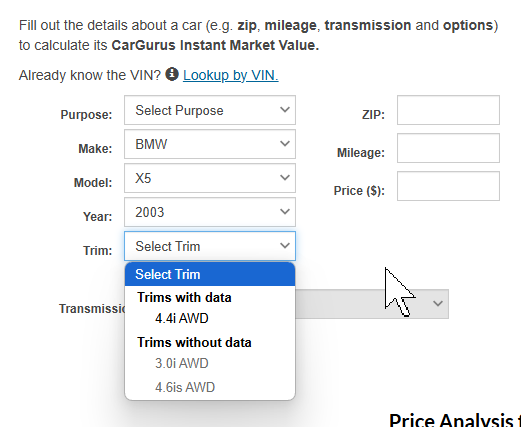 Fill out the details about a car (e.g. zip, mileage, transmission and options)
to calculate its CarGurus Instant Market Value.
Already know the VIN? Lookup by VIN.
Purpose: Select Purpose
ZIP:
Make: BMW
Mileage:
Model: X5
Price ($):
Year: 2003
Trim: Select Trim
Select Trim
Trims with data
Transmissio
4.4i AWD
Trims without data
3.0i AWD
4.6is AWD
Price Analysis f